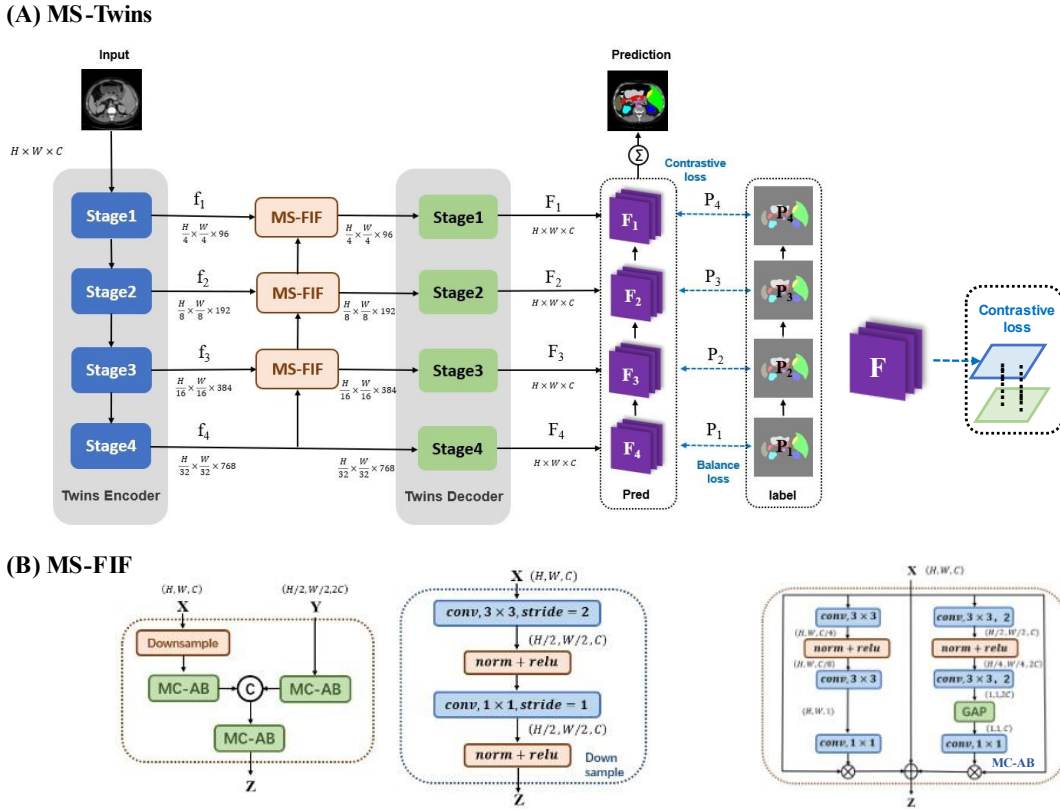 (A) MS-Twins
Input
Prediction
H × W × C
Σ
Contrastive
loss
Stage1
f1
H/4 × W/4 × 96
MS-FIF
H/4 × W/4 × 96
Stage1
F1
H × W × C
F1
P4
P4
Stage2
f2
H/8 × W/8 × 192
MS-FIF
H/8 × W/8 × 192
Stage2
F2
H × W × C
F2
P3
P3
Stage3
f3
H/16 × W/16 × 384
MS-FIF
H/16 × W/16 × 384
Stage3
F3
H × W × C
F3
P2
P2
Stage4
f4
H/32 × W/32 × 768
H/32 × W/32 × 768
Stage4
F4
H × W × C
F4
P1
Balance
loss
P1
Twins Encoder
Twins Decoder
Pred
label
F
Contrastive
loss
(B) MS-FIF
(H,W,C)
X
(H/2,W/2,2C)
Y
Downsample
MC-AB
C
MC-AB
MC-AB
Z
X (H,W,C)
conv,3 × 3,stride = 2
(H/2,W/2,C)
norm + relu
conv,1 × 1,stride = 1
(H/2,W/2,C)
norm + relu
Down
sample
Z
X (H,W,C)
conv,3 × 3
(H,W,C/4)
norm + relu
(H,W,C/8)
conv,3 × 3
(H,W,1)
conv,1 × 1
conv,3 × 3, 2
(H/2,W/2,C)
norm + relu
(H/4,W/4,2C)
conv,3 × 3, 2
(1,1,2C)
GAP
(1,1,C)
conv,1 × 1
MC-AB
Z